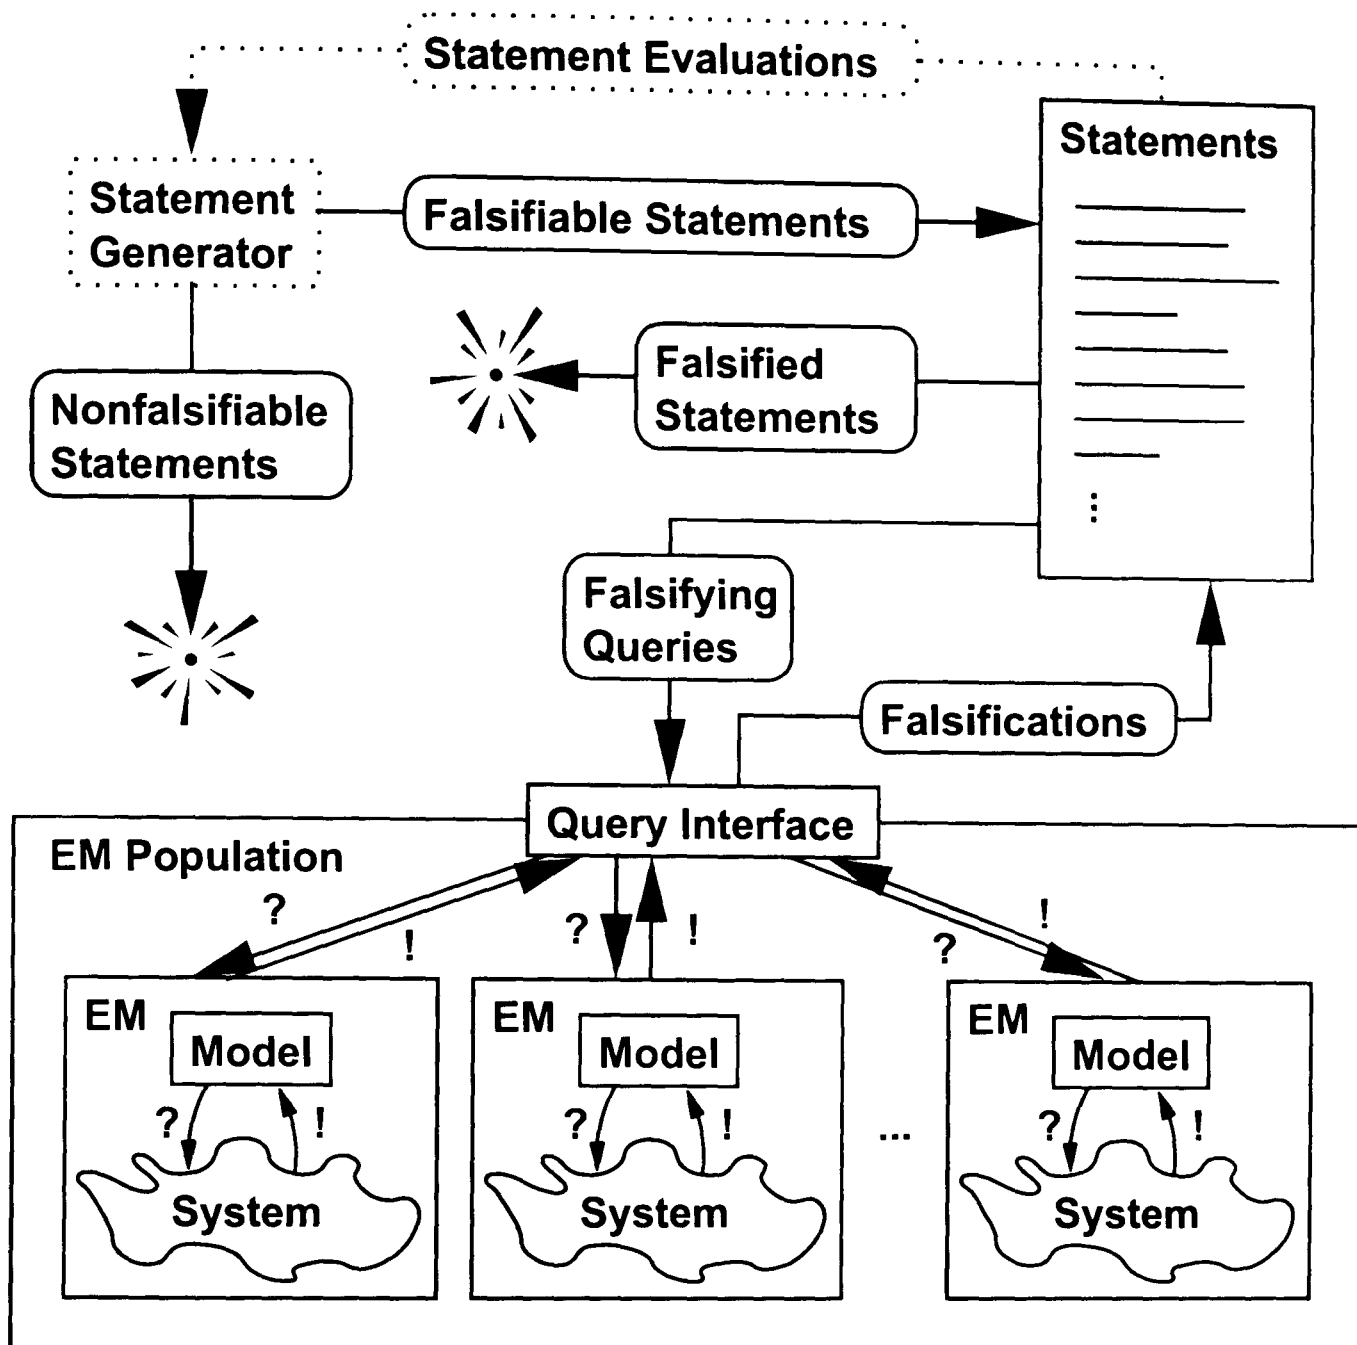 Statement Evaluations
Statements
Statement
Generator
Falsifiable Statements
Falsified
Statements
Nonfalsifiable
Statements
⋮
Falsifying
Queries
Falsifications
Query Interface
EM Population
? ! ? ! ? !
EM
Model
? !
System
EM
Model
? !
System
...
EM
Model
? !
System